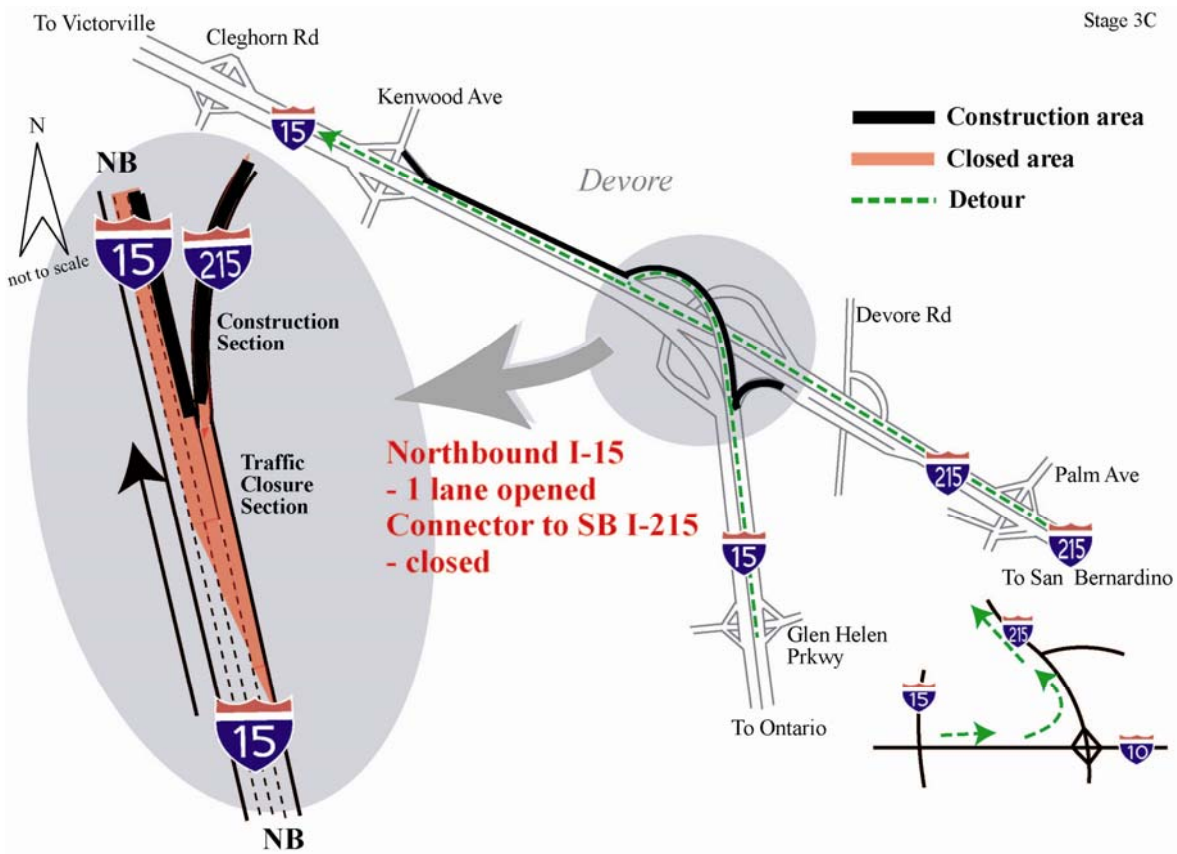 Stage 3C
To Victorville
Cleghorn Rd
Kenwood Ave
15
Construction area
Closed area
Detour
N
not to scale
NB
15
215
Devore
Construction
Section
Devore Rd
Traffic
Closure
Section
Northbound I-15
- 1 lane opened
Connector to SB I-215
- closed
215
Palm Ave
215
To San Bernardino
15
Glen Helen
Prkwy
To Ontario
15
NB
215
15
10